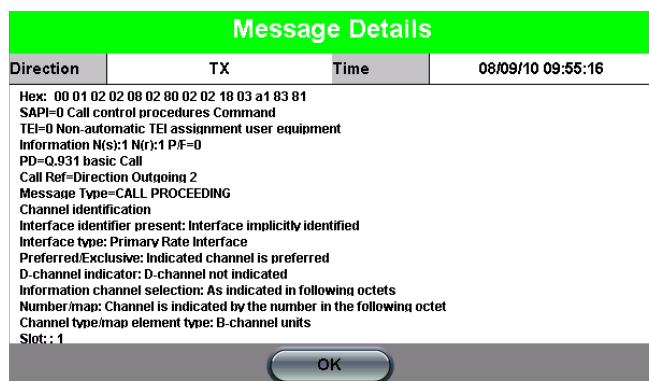 Message Details
Direction TX Time 08/09/10 09:55:16
Hex: 00 01 02 02 08 02 80 02 02 18 03 a1 83 81
SAPI=0 Call control procedures Command
TEI=0 Non-automatic TEI assignment user equipment
Information N(s):1 N(r):1 P/F=0
PD=Q.931 basic Call
Call Ref=Direction Outgoing 2
Message Type=CALL PROCEEDING
Channel identification
Interface identifier present: Interface implicitly identified
Interface type: Primary Rate Interface
Preferred/Exclusive: Indicated channel is preferred
D-channel indicator: D-channel not indicated
Information channel selection: As indicated in following octets
Number/map: Channel is indicated by the number in the following octet
Channel type/map element type: B-channel units
Slot: : 1
OK